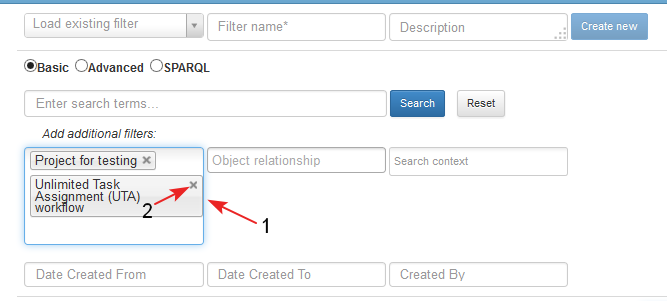 Load existing filter Filter name* Description Create new
Basic Advanced SPARQL
Enter search terms... Search Reset
Add additional filters:
Project for testing × Object relationship Search context
Unlimited Task ×
Assignment (UTA)
workflow
2 1
Date Created From Date Created To Created By